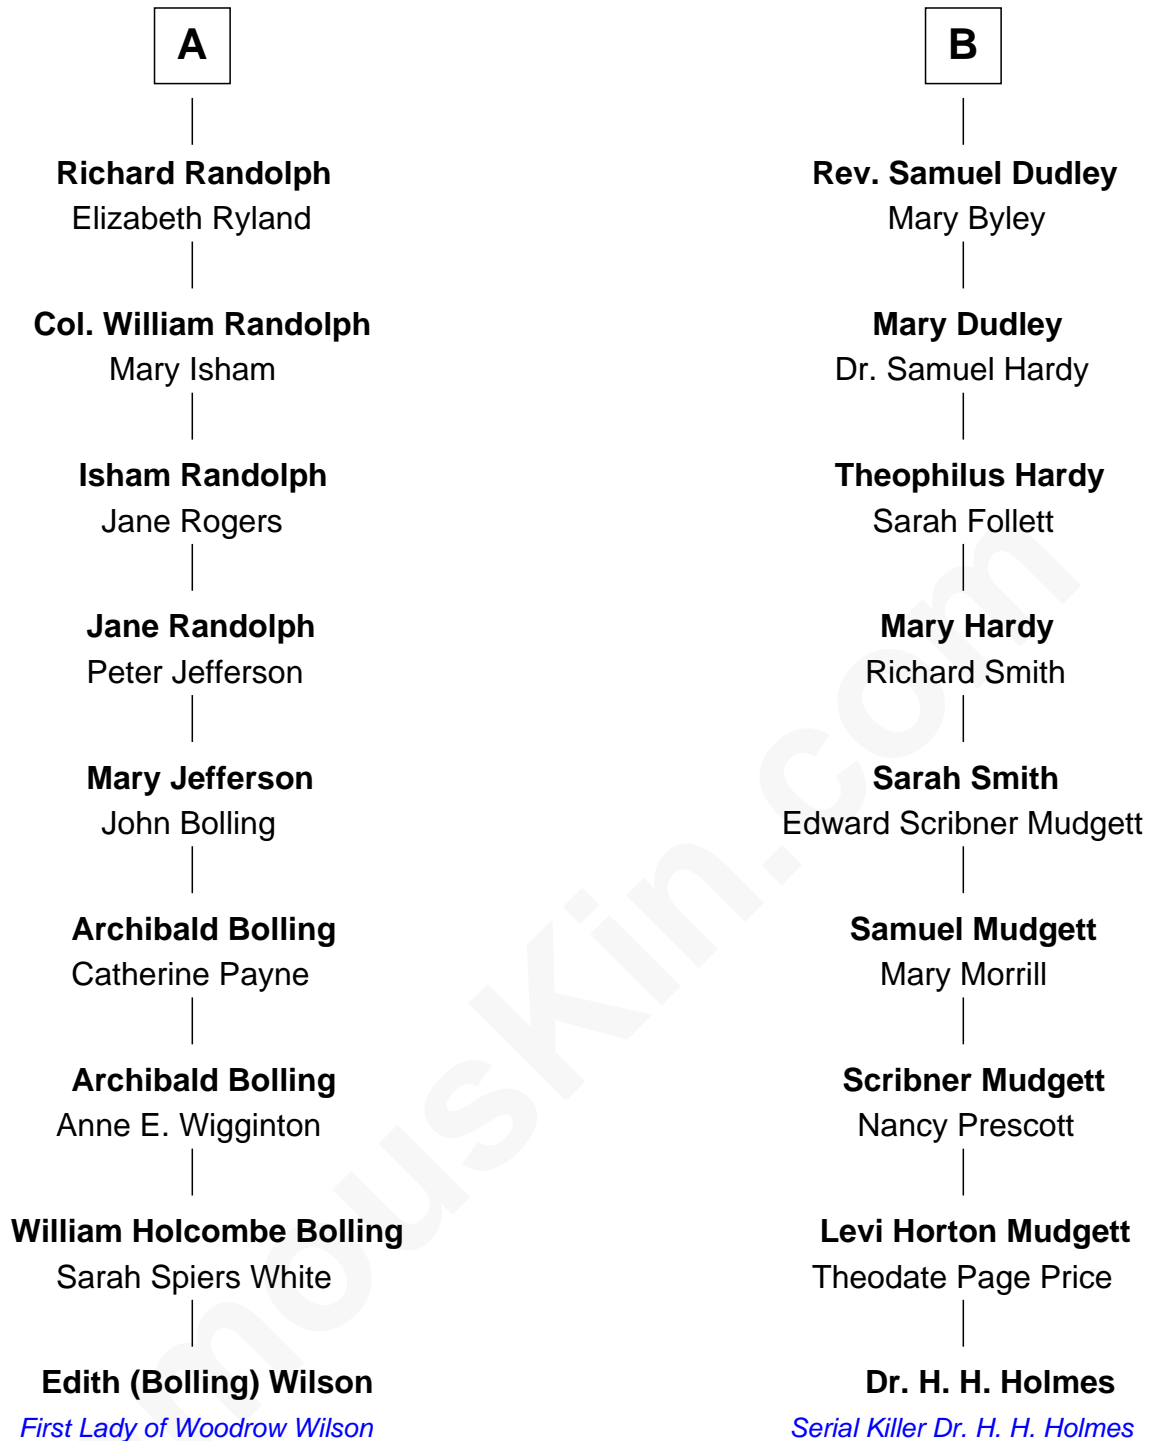 A
Richard Randolph
Elizabeth Ryland
Col. William Randolph
Mary Isham
Isham Randolph
Jane Rogers
Jane Randolph
Peter Jefferson
Mary Jefferson
John Bolling
Archibald Bolling
Catherine Payne
Archibald Bolling
Anne E. Wigginton
William Holcombe Bolling
Sarah Spiers White
Edith (Bolling) Wilson
First Lady of Woodrow Wilson
B
Rev. Samuel Dudley
Mary Byley
Mary Dudley
Dr. Samuel Hardy
Theophilus Hardy
Sarah Follett
Mary Hardy
Richard Smith
Sarah Smith
Edward Scribner Mudgett
Samuel Mudgett
Mary Morrill
Scribner Mudgett
Nancy Prescott
Levi Horton Mudgett
Theodate Page Price
Dr. H. H. Holmes
Serial Killer Dr. H. H. Holmes
mousKin.com